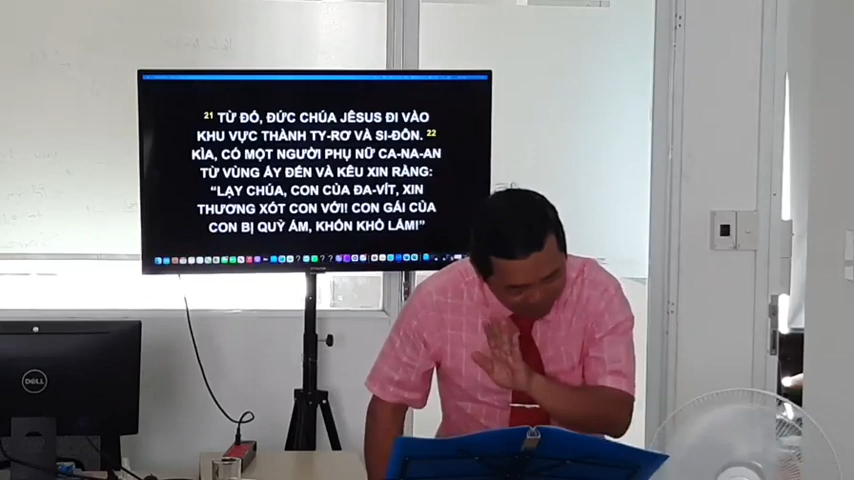 21 TỪ ĐÓ, ĐỨC CHÚA JÊSUS ĐI VÀO
KHU VỰC THÀNH TY-RƠ VÀ SI-ĐÔN. 22
KÌA, CÓ MỘT NGƯỜI PHỤ NỮ CA-NA-AN
TỪ VÙNG ẤY ĐẾN VÀ KÊU XIN RẰNG:
“LẠY CHÚA, CON CỦA ĐA-VÍT, XIN
THƯƠNG XÓT CON VỚI! CON GÁI CỦA
CON BỊ QUỶ ÁM, KHỐN KHỔ LẮM!”
DELL